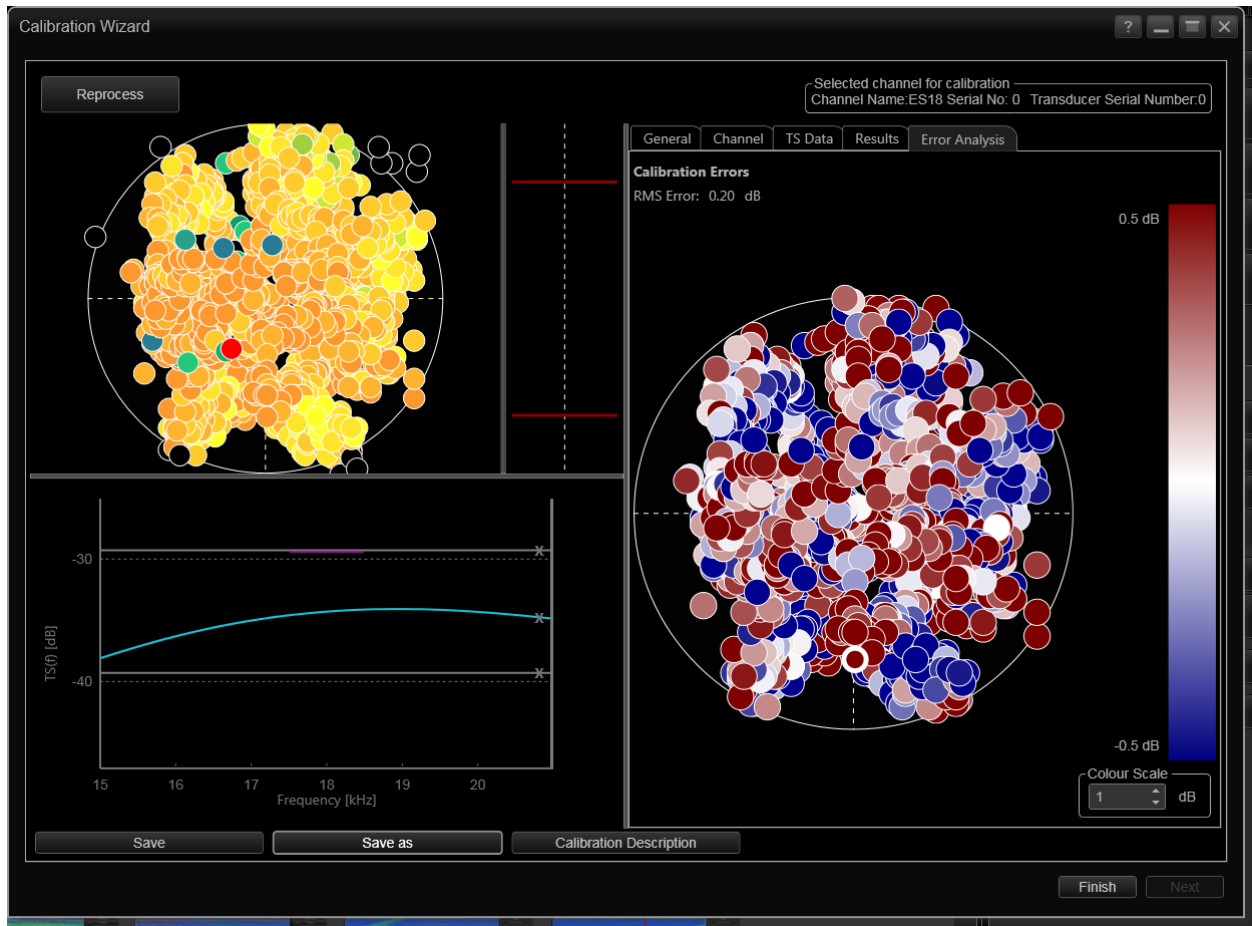 Calibration Wizard
?
Reprocess
Selected channel for calibration
Channel Name:ES18 Serial No: 0 Transducer Serial Number:0
General Channel TS Data Results Error Analysis
Calibration Errors
RMS Error: 0.20 dB
0.5 dB
-0.5 dB
Colour Scale
1 dB
-30
-40
X
X
X
TS(f) [dB]
15 16 17 18 19 20
Frequency [kHz]
Save Save as Calibration Description
Finish Next